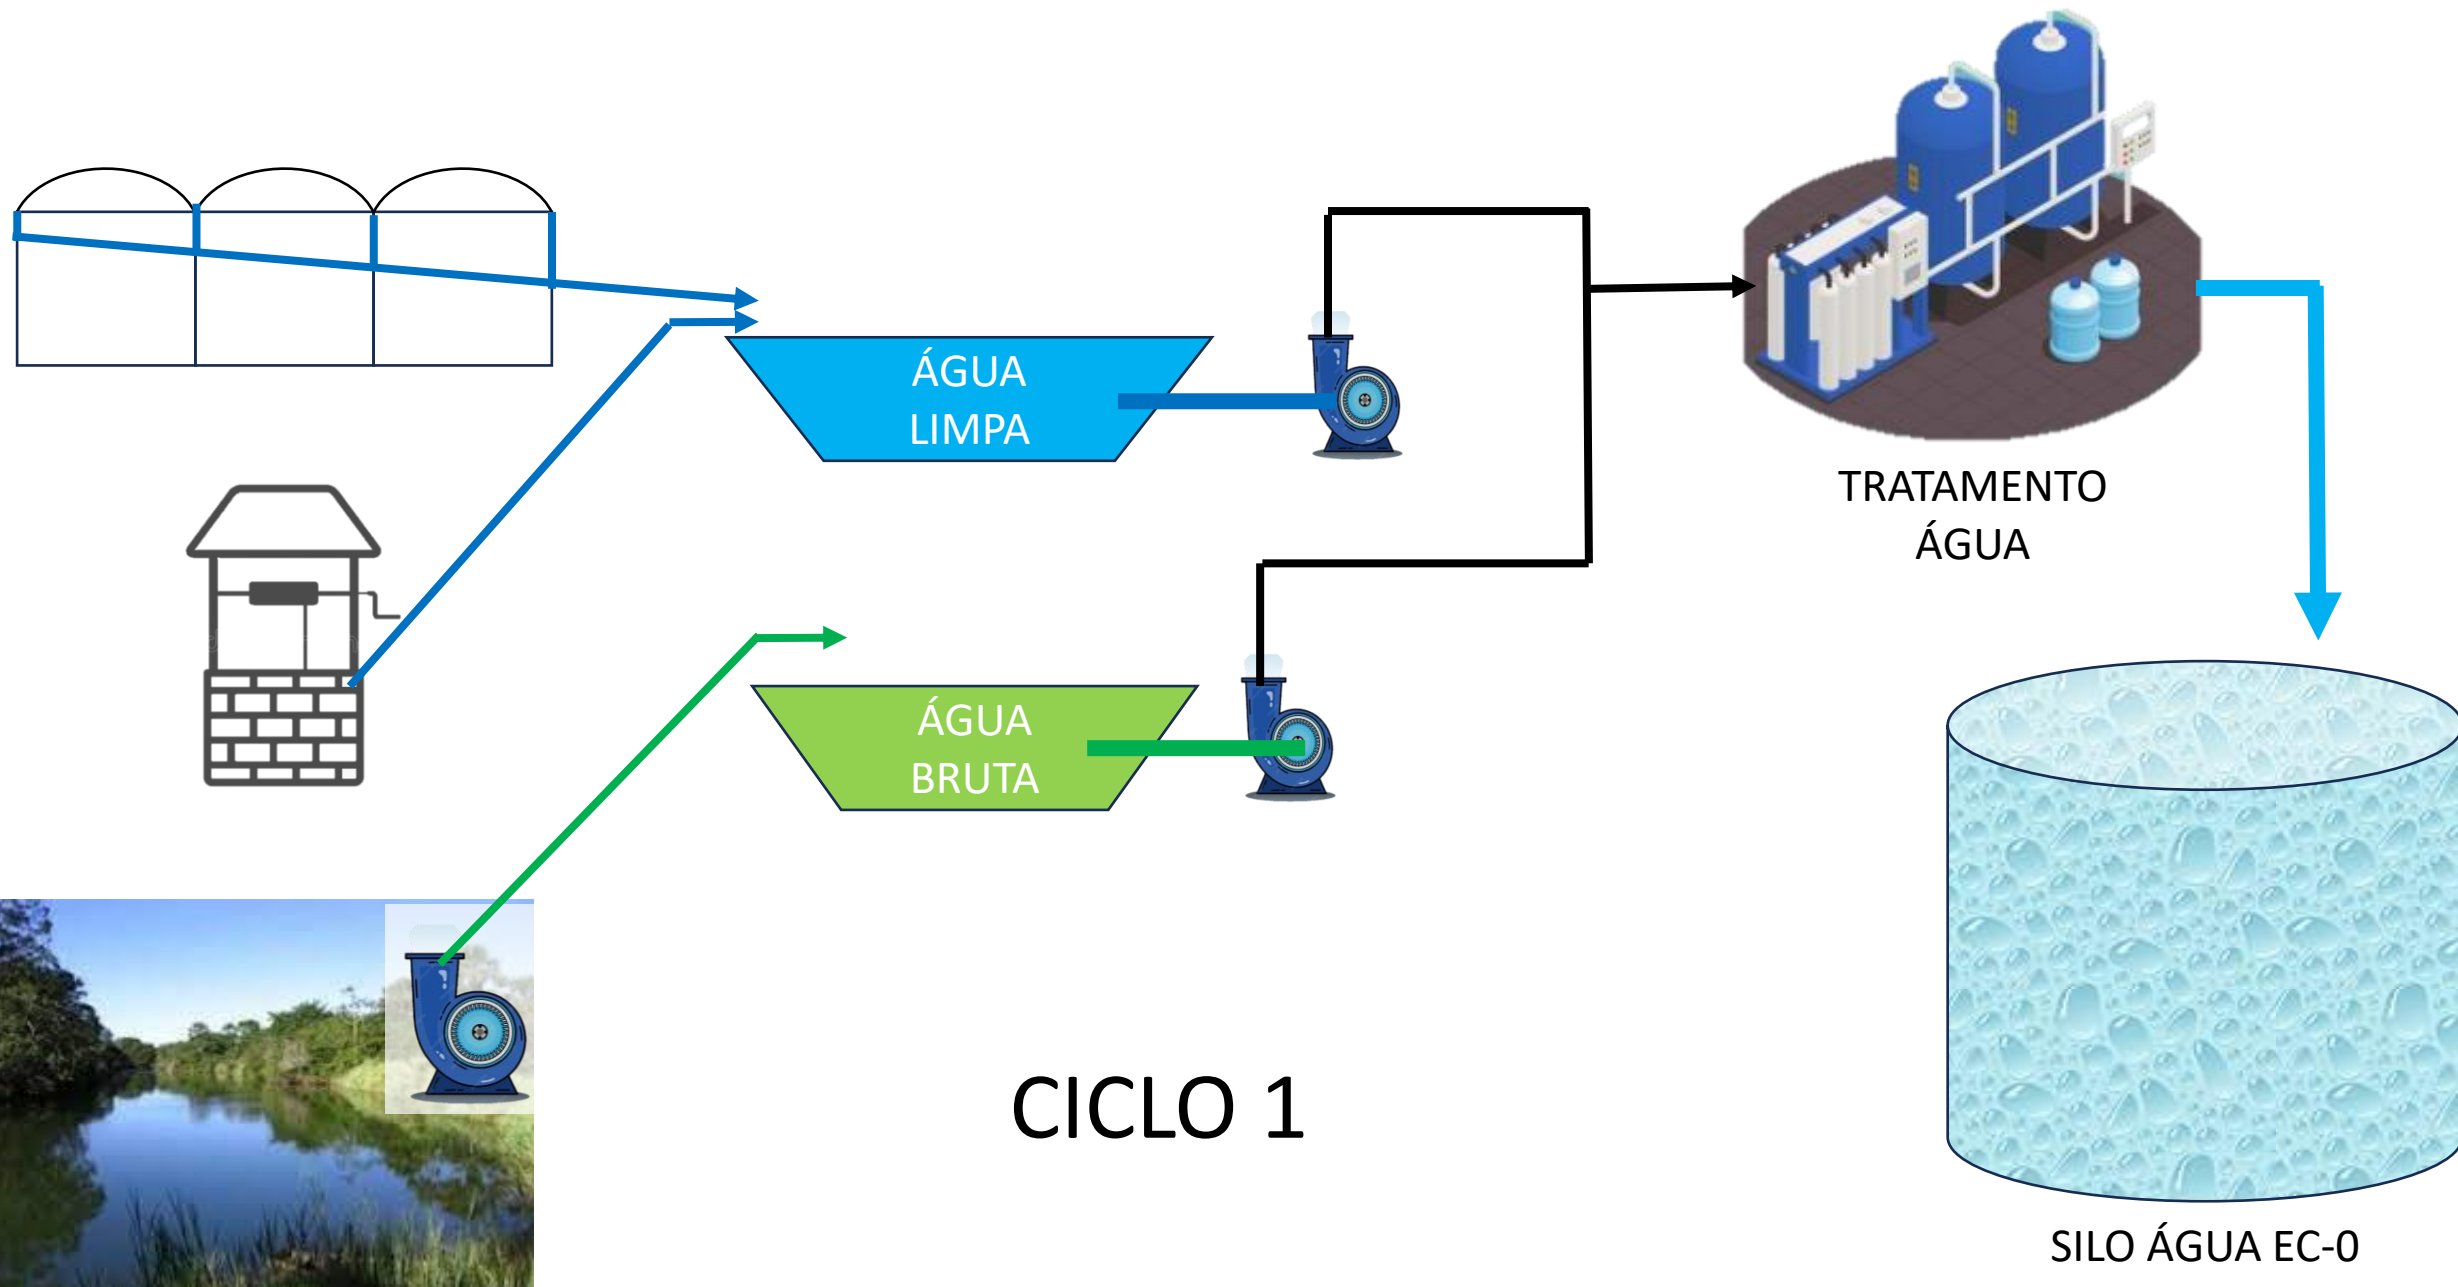 ÁGUA
LIMPA
TRATAMENTO
ÁGUA
ÁGUA
BRUTA
CICLO 1
SILO ÁGUA EC-0